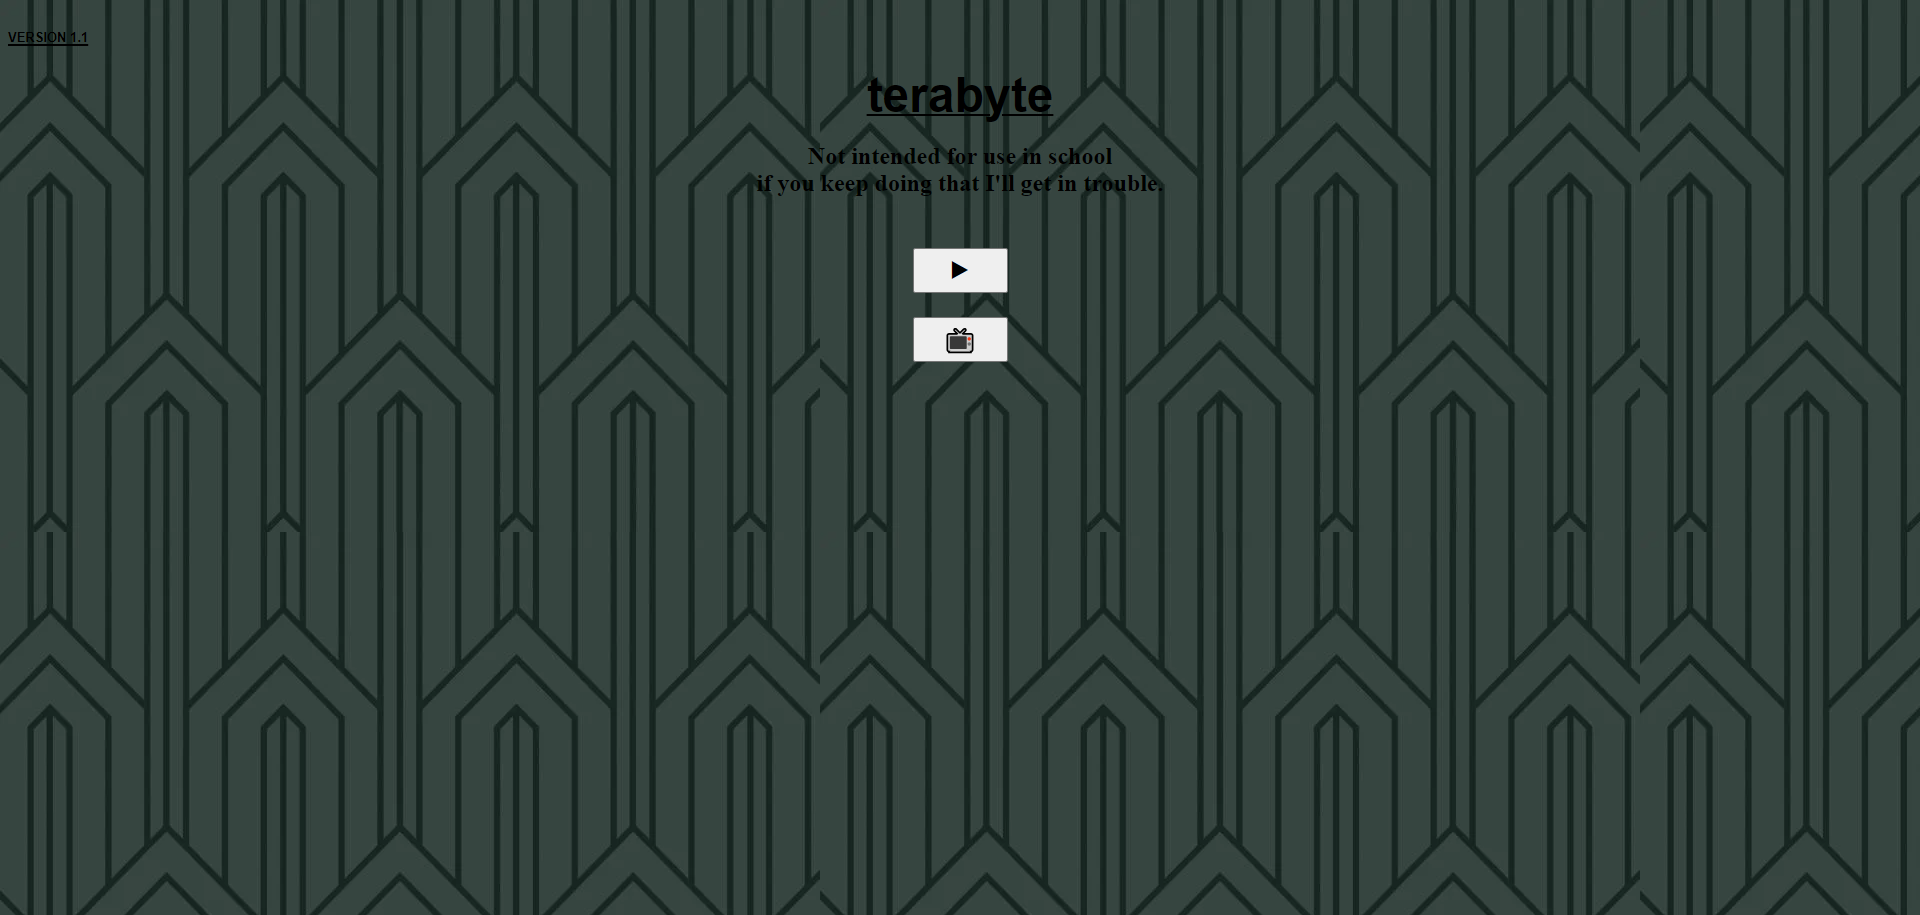 VERSION 1.1
terabyte
Not intended for use in school
if you keep doing that I'll get in trouble.